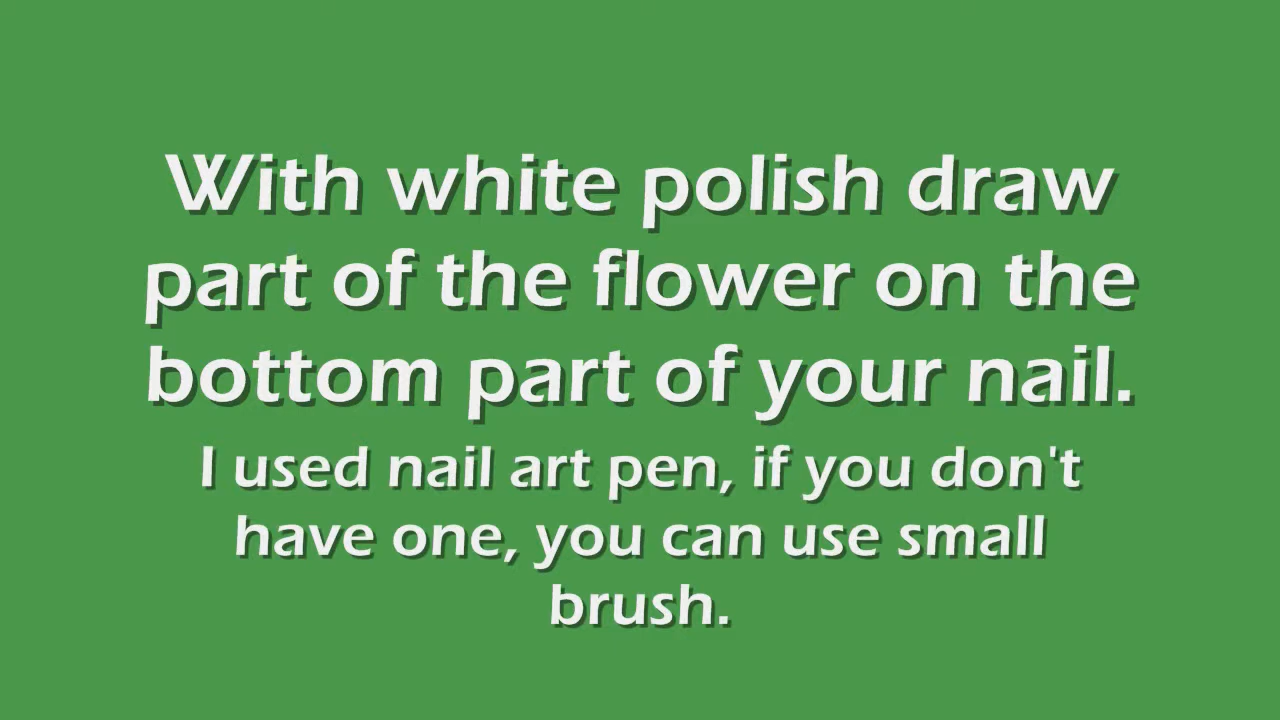 With white polish draw
part of the flower on the
bottom part of your nail.
I used nail art pen, if you don't
have one, you can use small
brush.